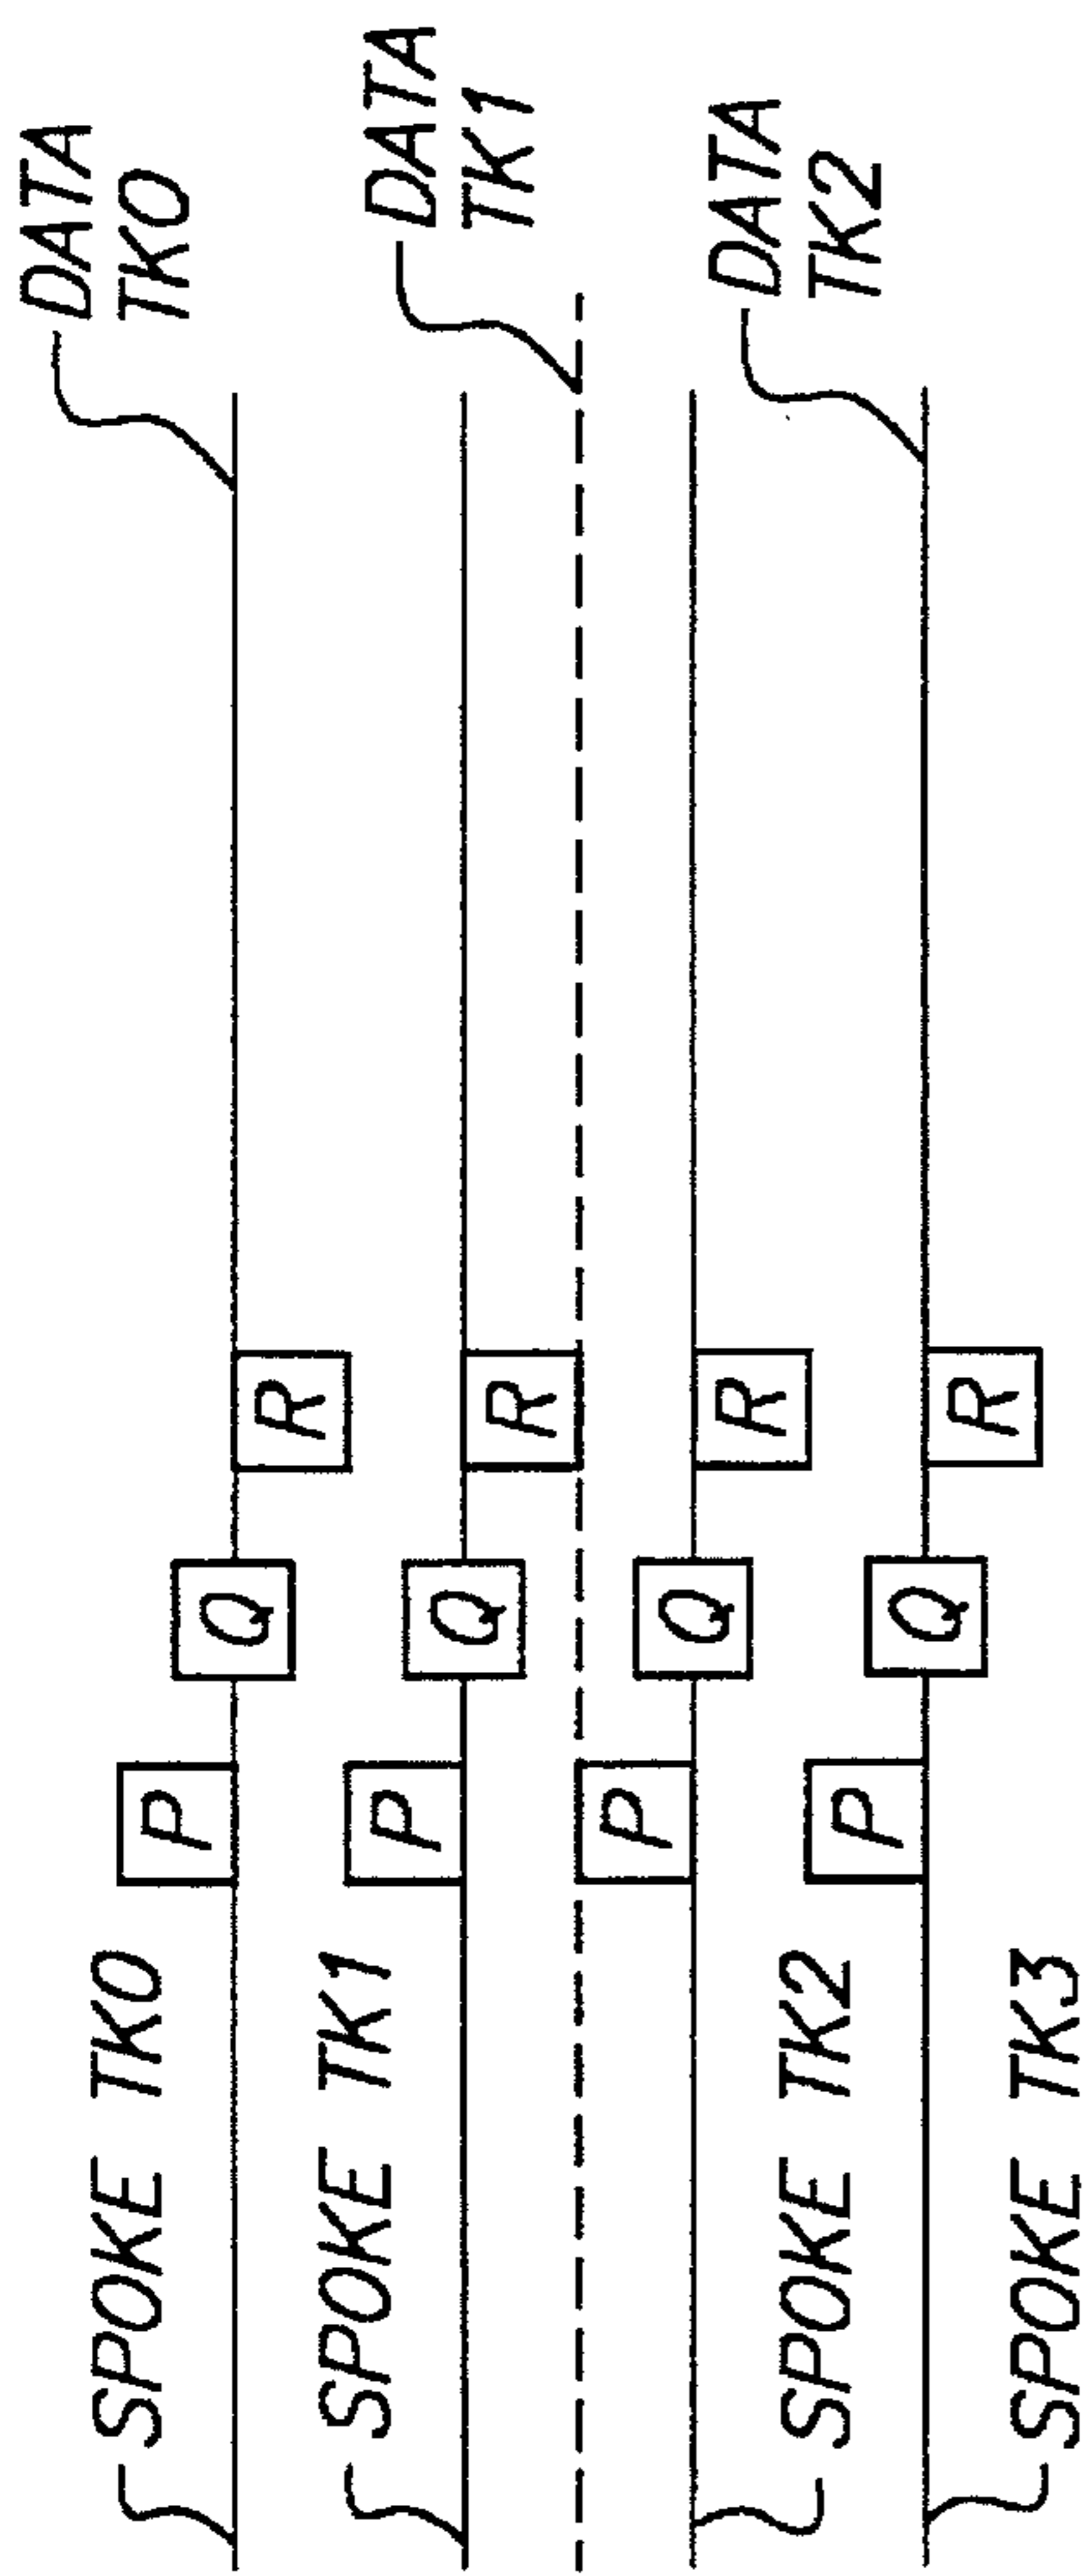 SPOKE TK0
P
Q
R
DATA
TK0
SPOKE TK1
P
Q
R
DATA
TK1
P
Q
R
SPOKE TK2
DATA
TK2
P
Q
R
SPOKE TK3